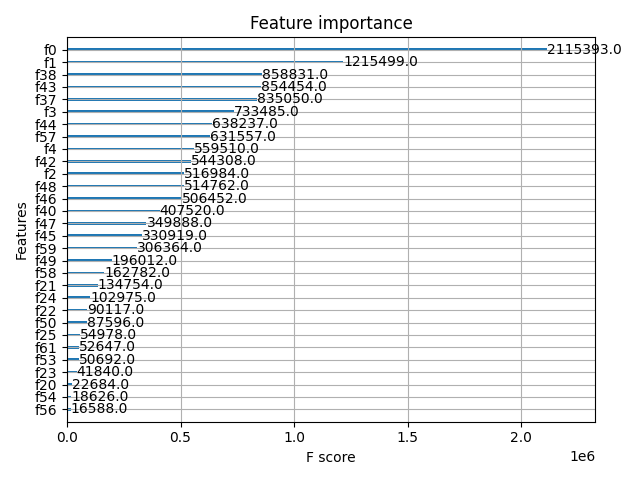 Feature importance
f0 2115393.0
f1 1215499.0
f38 858831.0
f43 854454.0
f37 835050.0
f3 733485.0
f44 638237.0
f57 631557.0
f4 559510.0
f42 544308.0
f2 516984.0
f48 514762.0
f46 506452.0
f40 407520.0
f47 349888.0
f45 330919.0
f59 306364.0
f49 196012.0
f58 162782.0
f21 134754.0
f24 102975.0
f22 90117.0
f50 87596.0
f25 54978.0
f61 52647.0
f53 50692.0
f23 41840.0
f20 22684.0
f54 18626.0
f56 16588.0
Features
0.0 0.5 1.0 1.5 2.0
1e6
F score